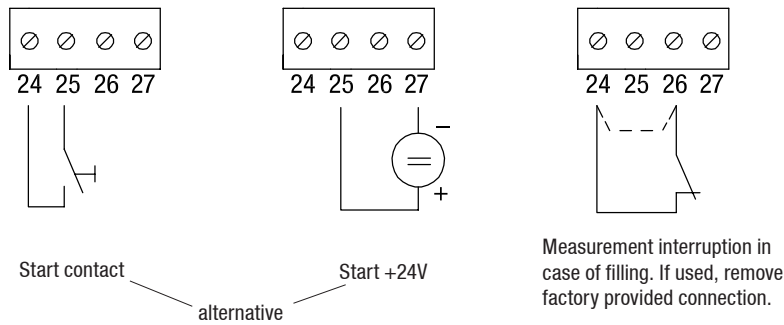 24 25 26 27
24 25 26 27
24 25 26 27
−
+
Start contact
Start +24V
alternative
Measurement interruption in
case of filling. If used, remove
factory provided connection.